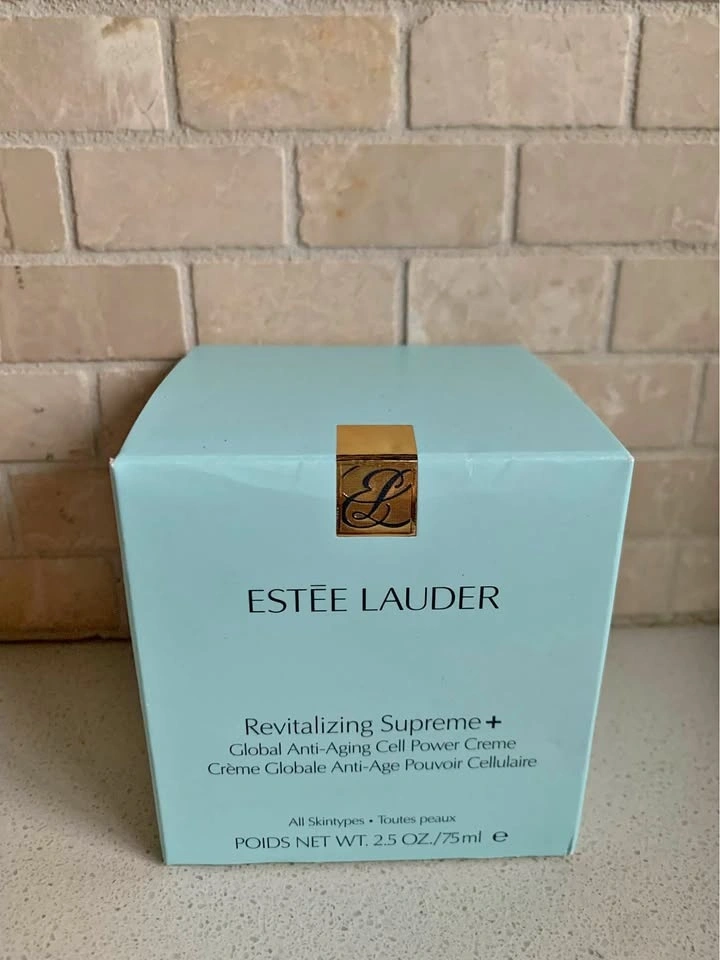 EL
ESTĒE LAUDER
Revitalizing Supreme+
Global Anti-Aging Cell Power Creme
Crème Globale Anti-Age Pouvoir Cellulaire
All Skintypes • Toutes peaux
POIDS NET WT. 2.5 OZ./75ml ℮